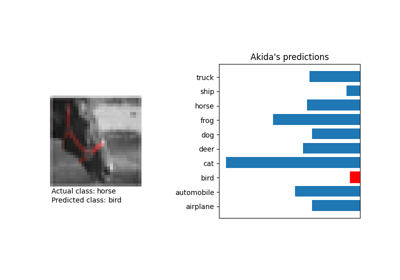 Akida's predictions
truck
ship
horse
frog
dog
deer
cat
bird
automobile
airplane
Actual class: horse
Predicted class: bird